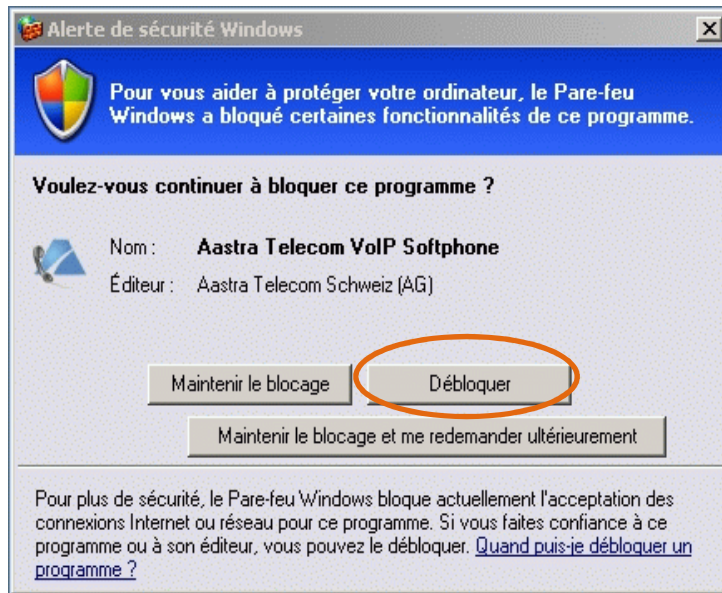 Alerte de sécurité Windows
Pour vous aider à protéger votre ordinateur, le Pare-feu
Windows a bloqué certaines fonctionnalités de ce programme.
Voulez-vous continuer à bloquer ce programme ?
Nom : Aastra Telecom VoIP Softphone
Éditeur : Aastra Telecom Schweiz (AG)
Maintenir le blocage Débloquer
Maintenir le blocage et me redemander ultérieurement
Pour plus de sécurité, le Pare-feu Windows bloque actuellement l'acceptation des
connexions Internet ou réseau pour ce programme. Si vous faites confiance à ce
programme ou à son éditeur, vous pouvez le débloquer. Quand puis-je débloquer un
programme ?